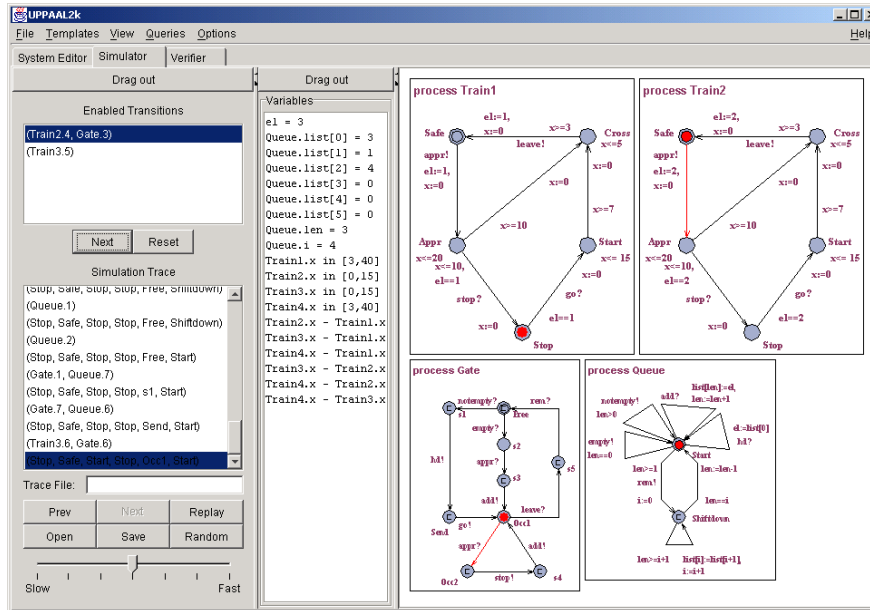 UPPAAL2k
File Templates View Queries Options Help
System Editor Simulator Verifier
Drag out
Enabled Transitions
(Train2.4, Gate.3)
(Train3.5)
Next Reset
Simulation Trace
(Stop, Safe, Stop, Stop, Free, Shiftdown)
(Queue.1)
(Stop, Safe, Stop, Stop, Free, Shiftdown)
(Queue.2)
(Stop, Safe, Stop, Stop, Free, Start)
(Gate.1, Queue.7)
(Stop, Safe, Stop, Stop, s1, Start)
(Gate.7, Queue.6)
(Stop, Safe, Stop, Stop, Send, Start)
(Train3.6, Gate.6)
(Stop, Safe, Start, Stop, Occ1, Start)
Trace File:
Prev Next Replay
Open Save Random
Slow Fast
Drag out
Variables
el = 3
Queue.list[0] = 3
Queue.list[1] = 1
Queue.list[2] = 4
Queue.list[3] = 0
Queue.list[4] = 0
Queue.list[5] = 0
Queue.len = 3
Queue.i = 4
Train1.x in [3,40]
Train2.x in [0,15]
Train3.x in [0,15]
Train4.x in [3,40]
Train2.x - Train1.x
Train3.x - Train1.x
Train4.x - Train1.x
Train3.x - Train2.x
Train4.x - Train2.x
Train4.x - Train3.x
process Train1
el:=1,
Safe x:=0 x>=3 Cross
leave! x<=5
appr!
el:=1,
x:=0
x:=0
x:=0
x>=10
x>=7
Appr Start
x<=20 x<= 15
x<=10,
el==1
x:=0
stop? go?
x:=0 el==1
Stop
process Train2
el:=2,
Safe x:=0 x>=3 Cross
leave! x<=5
appr!
el:=2,
x:=0
x:=0
x:=0
x>=10
x>=7
Appr Start
x<=20 x<= 15
x<=10,
el==2
x:=0
stop? go?
x:=0 el==2
Stop
process Gate
notempty? rem?
s1 Free
empty?
s2
appr?
hd! s5
s3
add! leave?
Send go! Occ1
appr? add!
Occ2 stop! s4
process Queue
list[len]:=el,
len:=len+1
notempty! add?
len>0
el:=list[0]
hd!
empty!
len==0
Start
len>=1 len:=len-1
rem!
i:=0 len==i
Shiftdown
len>=i+1 list[i]:=list[i+1],
i:=i+1